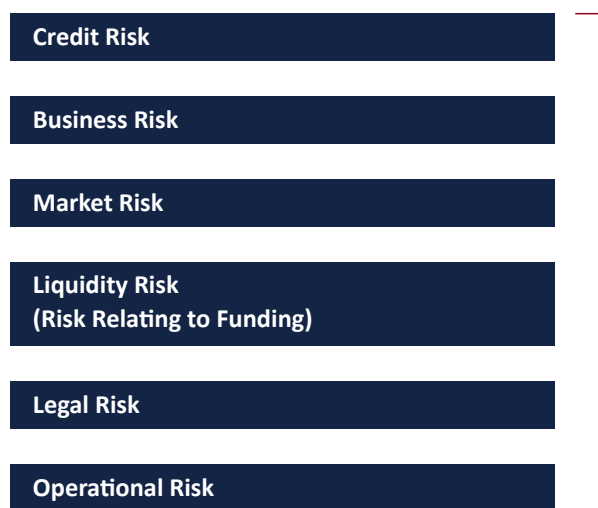 Credit Risk
Business Risk
Market Risk
Liquidity Risk
(Risk Relating to Funding)
Legal Risk
Operational Risk